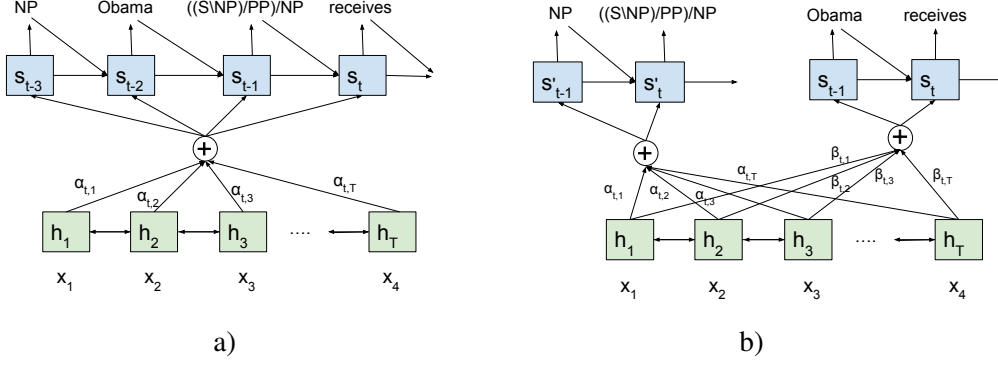 NP Obama ((S\NP)/PP)/NP receives
s_{t-3} s_{t-2} s_{t-1} s_t
+
α_{t,1} α_{t,2} α_{t,3} α_{t,T}
h_1 h_2 h_3 .... h_T
x_1 x_2 x_3 x_4
a)
NP ((S\NP)/PP)/NP Obama receives
s'_{t-1} s'_t s_{t-1} s_t
+ +
α_{t,1} α_{t,2} α_{t,3} α_{t,T} β_{t,1} β_{t,2} β_{t,3} β_{t,T}
h_1 h_2 h_3 .... h_T
x_1 x_2 x_3 x_4
b)